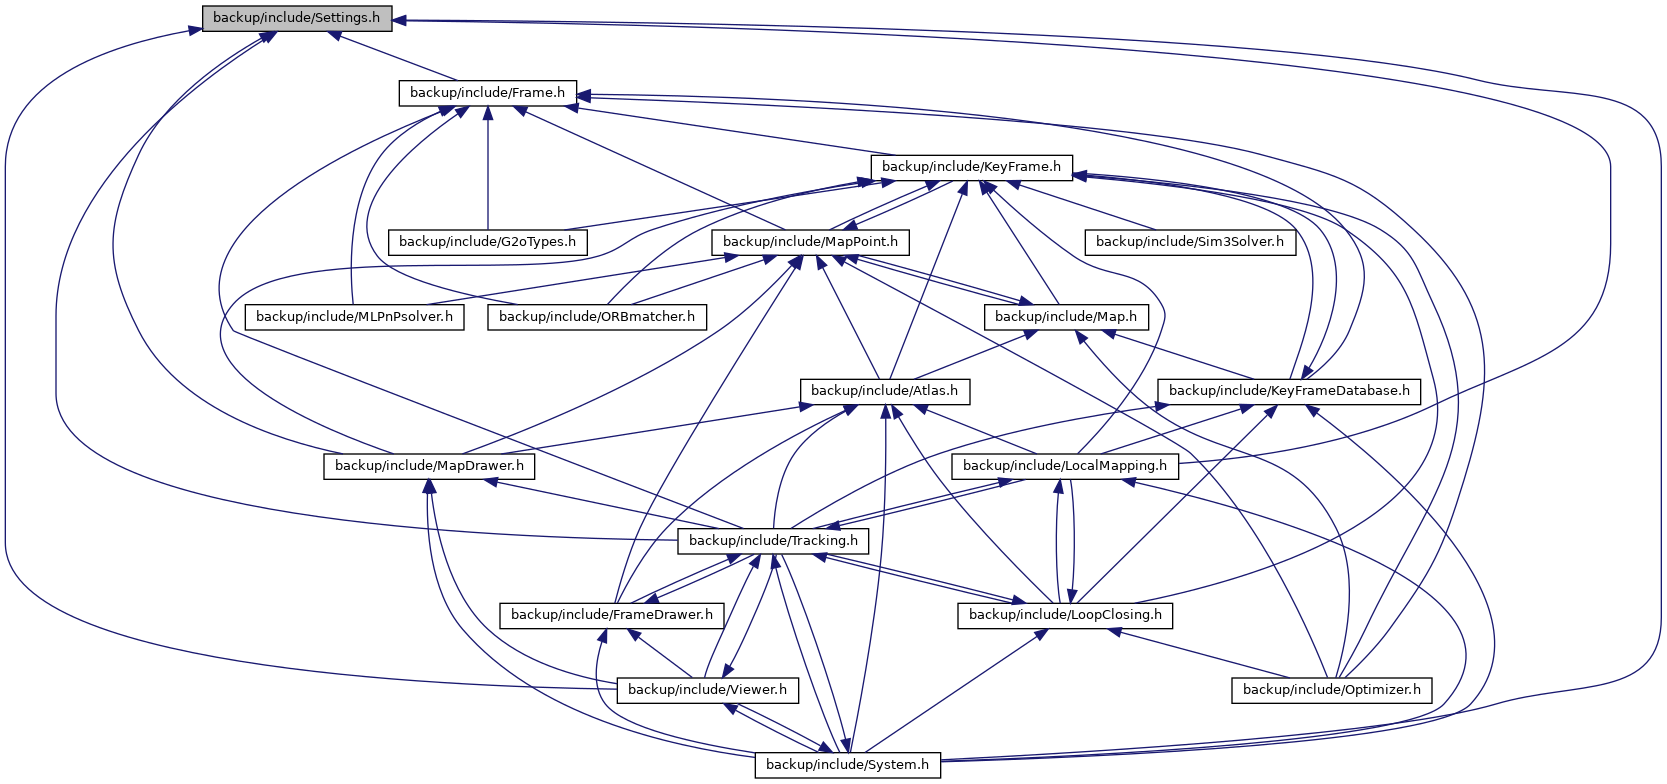 backup/include/Settings.h
backup/include/Frame.h
backup/include/KeyFrame.h
backup/include/G2oTypes.h
backup/include/MapPoint.h
backup/include/Sim3Solver.h
backup/include/MLPnPsolver.h
backup/include/ORBmatcher.h
backup/include/Map.h
backup/include/Atlas.h
backup/include/KeyFrameDatabase.h
backup/include/MapDrawer.h
backup/include/LocalMapping.h
backup/include/Tracking.h
backup/include/FrameDrawer.h
backup/include/LoopClosing.h
backup/include/Viewer.h
backup/include/Optimizer.h
backup/include/System.h